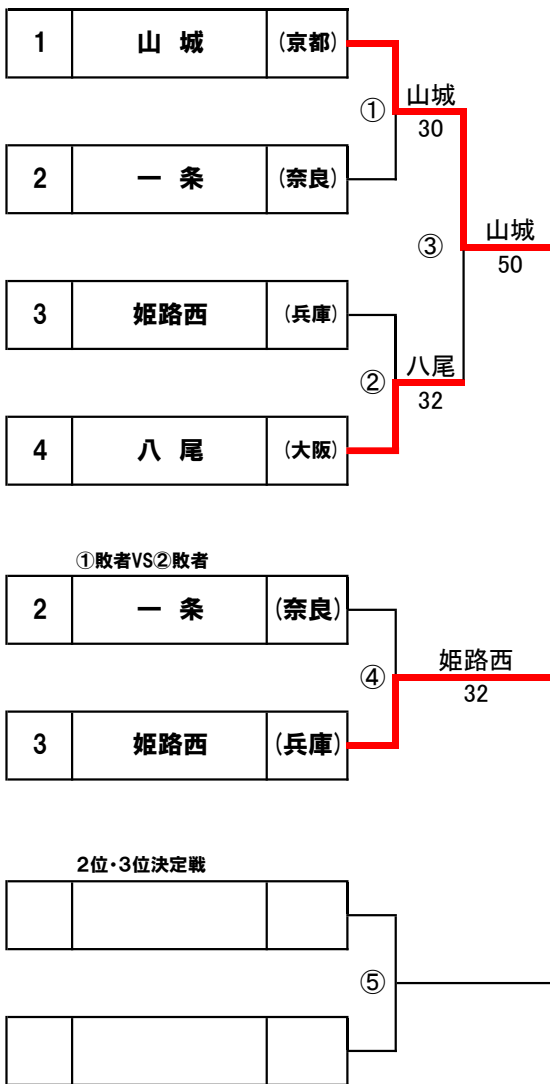 1 山 城 (京都)
山城
① 30
2 一 条 (奈良)
山城
③ 50
3 姫路西 (兵庫)
八尾
② 32
4 八 尾 (大阪)
①敗者VS②敗者
2 一 条 (奈良)
姫路西
④ 32
3 姫路西 (兵庫)
2位・3位決定戦
⑤